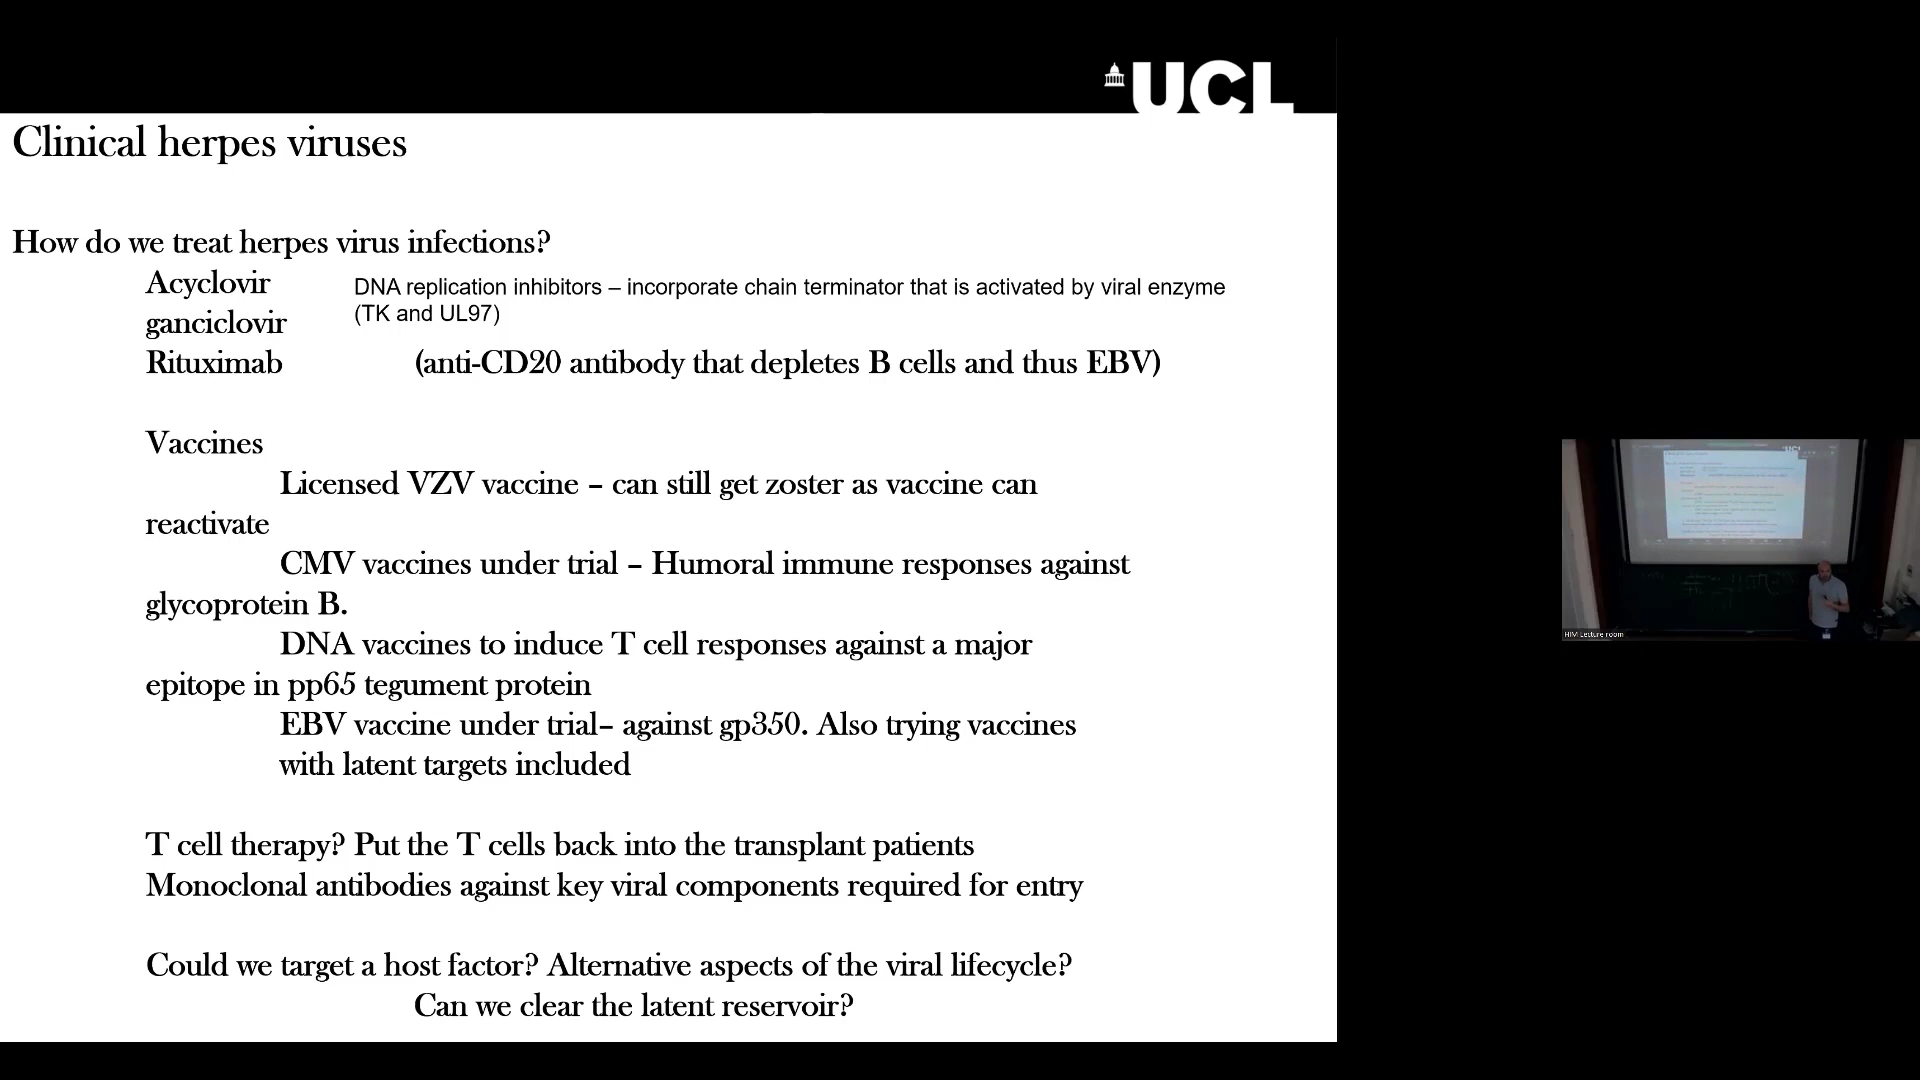 UCL
Clinical herpes viruses
How do we treat herpes virus infections?
Acyclovir
DNA replication inhibitors – incorporate chain terminator that is activated by viral enzyme
(TK and UL97)
ganciclovir
Rituximab (anti-CD20 antibody that depletes B cells and thus EBV)
Vaccines
Licensed VZV vaccine – can still get zoster as vaccine can
reactivate
CMV vaccines under trial – Humoral immune responses against
glycoprotein B.
DNA vaccines to induce T cell responses against a major
epitope in pp65 tegument protein
EBV vaccine under trial– against gp350. Also trying vaccines
with latent targets included
T cell therapy? Put the T cells back into the transplant patients
Monoclonal antibodies against key viral components required for entry
Could we target a host factor? Alternative aspects of the viral lifecycle?
Can we clear the latent reservoir?
HIM Lecture room